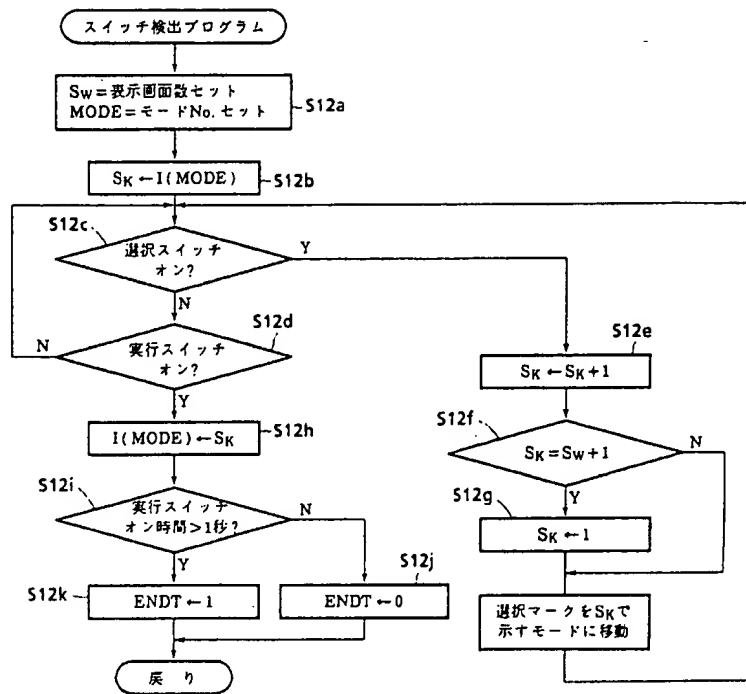 スイッチ検出プログラム
SW=表示画面数セット
MODE=モードNo.セット
S12a
SK←I(MODE)
S12b
S12c
選択スイッチ
オン?
Y
N
S12d
実行スイッチ
オン?
N
Y
S12e
SK←SK+1
I(MODE)←SK
S12h
S12f
SK=SW+1
N
Y
S12i
実行スイッチ
オン時間>1秒?
N
Y
S12g
SK←1
S12k
ENDT←1
S12j
ENDT←0
選択マークをSKで
示すモードに移動
戻り